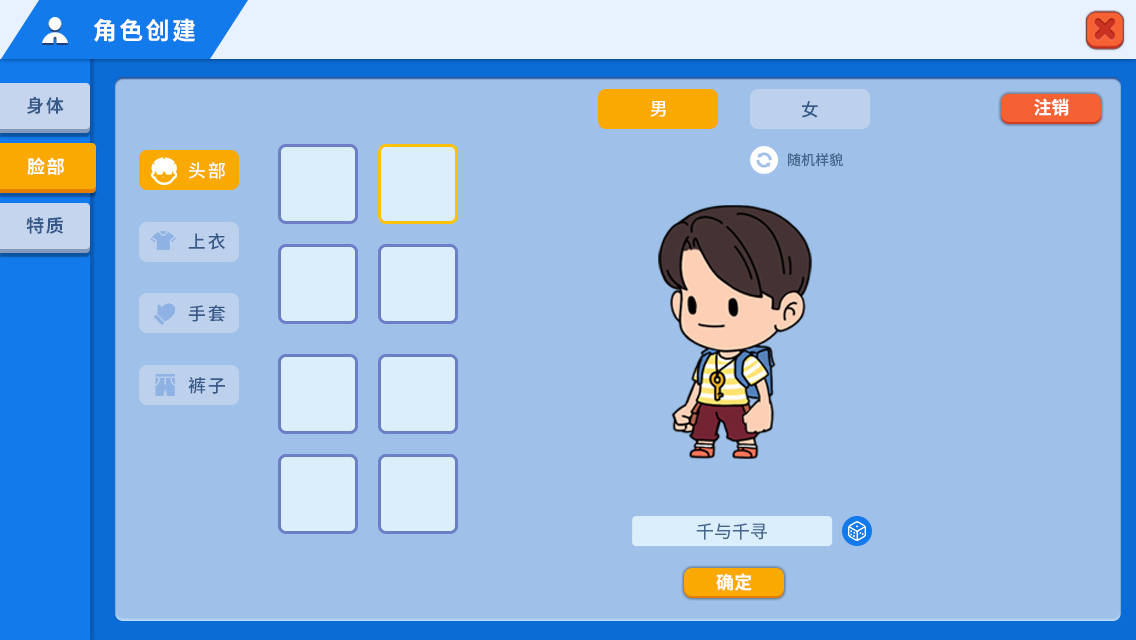 角色创建
身体
脸部
特质
头部
上衣
手套
裤子
男
女
注销
随机样貌
千与千寻
确定